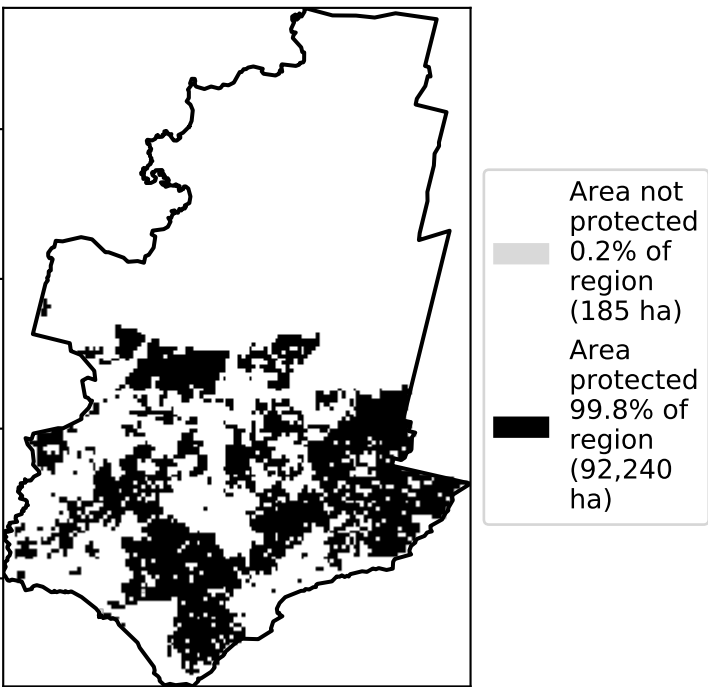 Area not
protected
0.2% of
region
(185 ha)
Area
protected
99.8% of
region
(92,240
ha)